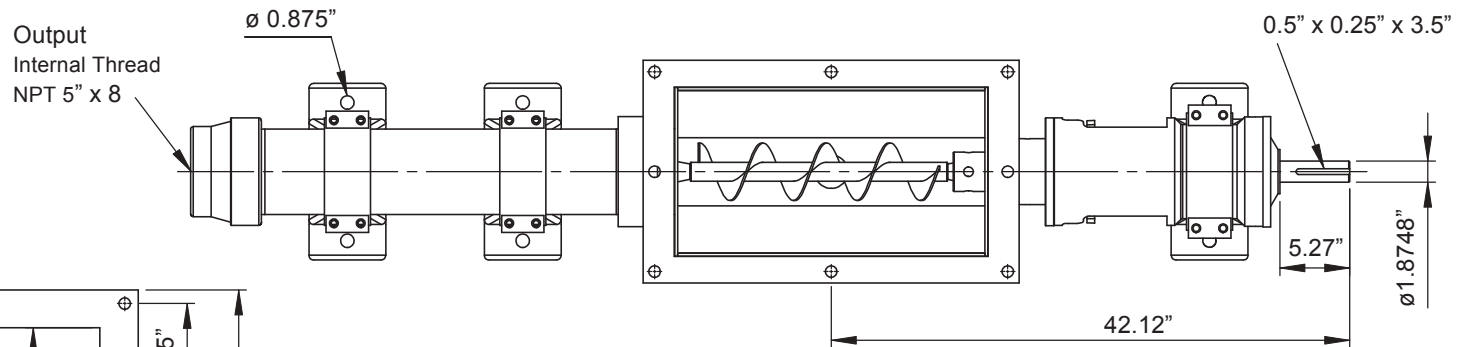 Output
Internal Thread
NPT 5” x 8
ø 0.875”
0.5” x 0.25” x 3.5”
5.27”
ø1.8748”
42.12”